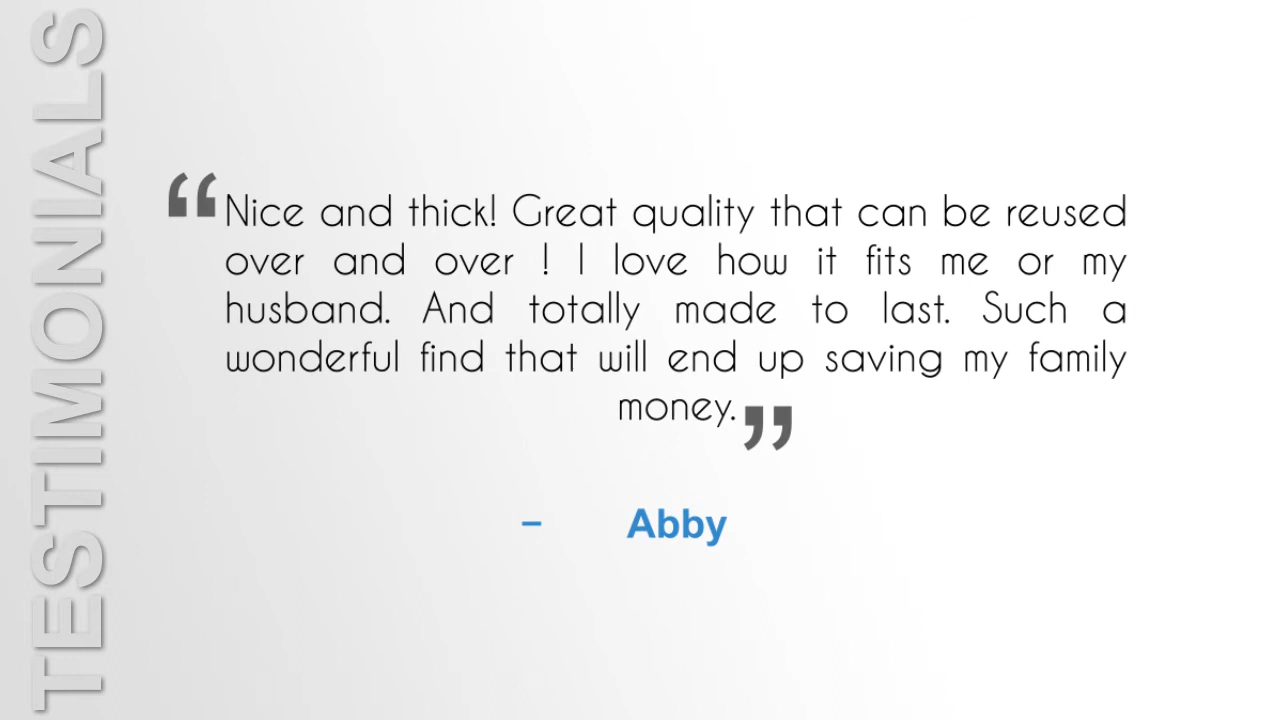 TESTIMONIALS
“Nice and thick! Great quality that can be reused
over and over ! I love how it fits me or my
husband. And totally made to last. Such a
wonderful find that will end up saving my family
money.”
– Abby